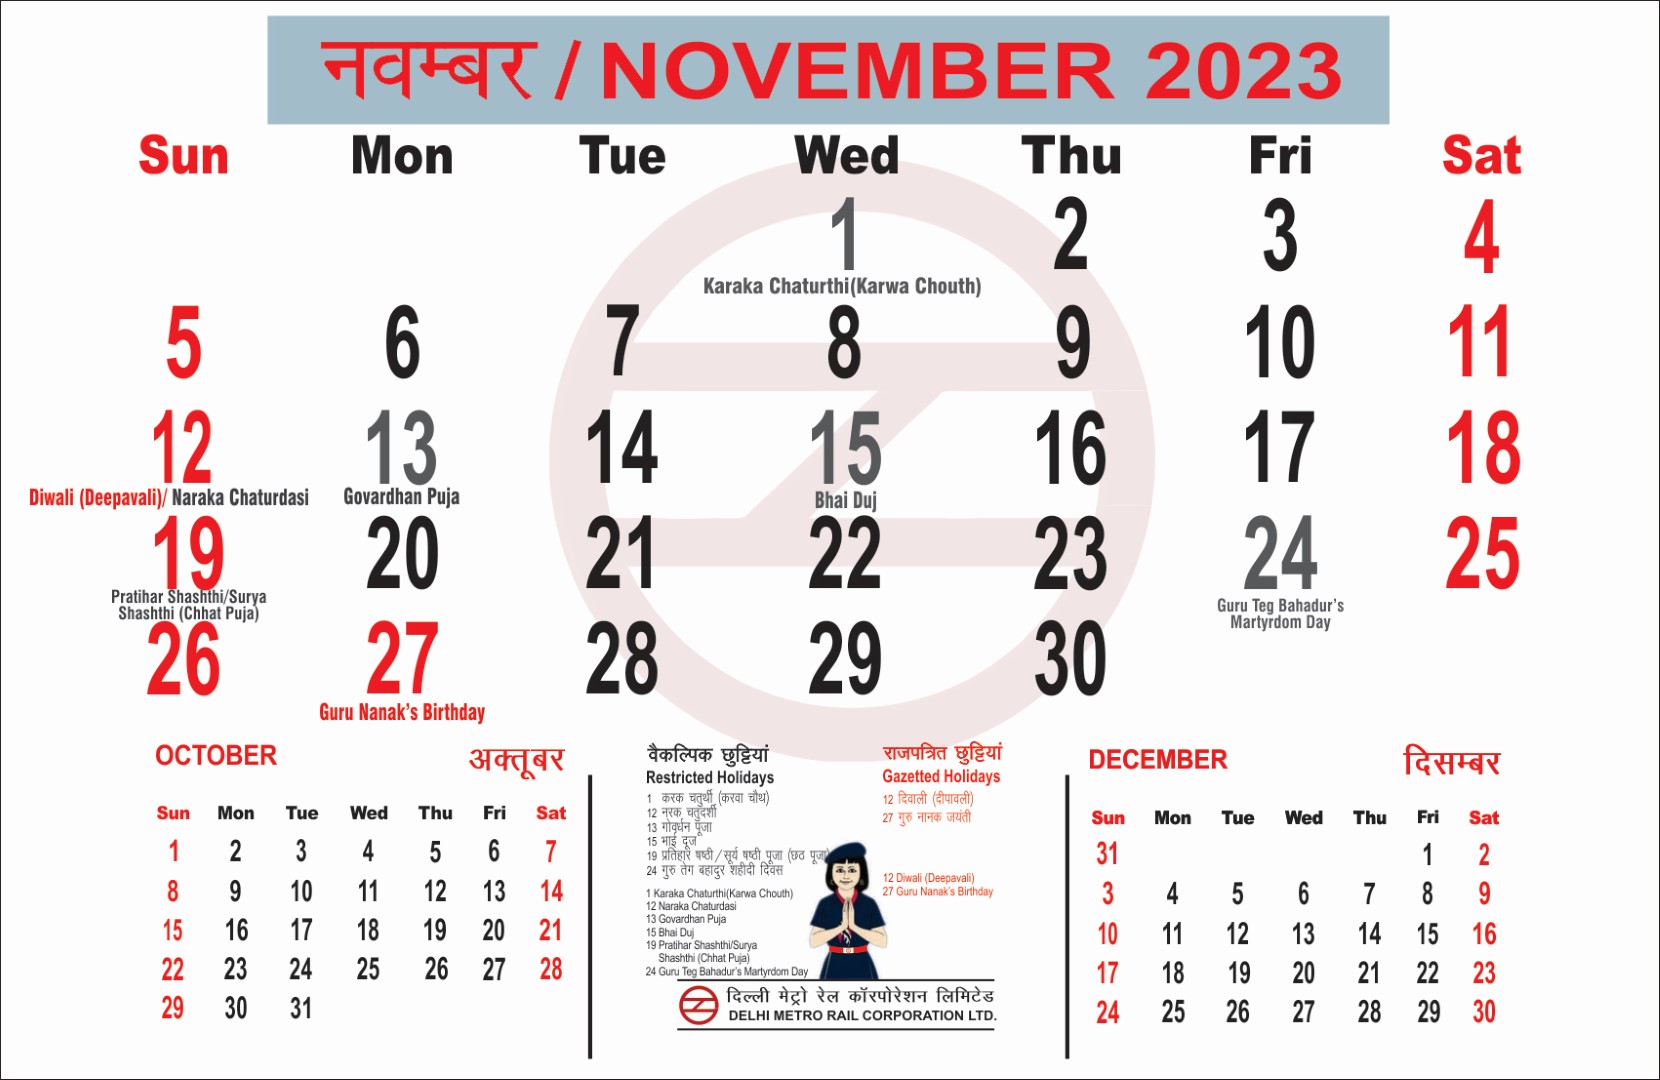 नवम्बर / NOVEMBER 2023
Sun Mon Tue Wed Thu Fri Sat
1 2 3 4
Karaka Chaturthi(Karwa Chouth)
5 6 7 8 9 10 11
12 13 14 15 16 17 18
Diwali (Deepavali)/ Naraka Chaturdasi Govardhan Puja Bhai Duj
19 20 21 22 23 24 25
Pratihar Shashthi/Surya
Shashthi (Chhat Puja)
Guru Teg Bahadur's
Martyrdom Day
26 27 28 29 30
Guru Nanak's Birthday
OCTOBER अक्तूबर
Sun Mon Tue Wed Thu Fri Sat
1 2 3 4 5 6 7
8 9 10 11 12 13 14
15 16 17 18 19 20 21
22 23 24 25 26 27 28
29 30 31
वैकल्पिक छुट्टियां
Restricted Holidays
1 करक चतुर्थी (करवा चौथ)
12 नरक चतुर्दशी
13 गोवर्धन पूजा
15 भाई दूज
19 प्रतिहार षष्ठी/सूर्य षष्ठी पूजा (छठ पूजा)
24 गुरु तेग बहादुर शहीदी दिवस
1 Karaka Chaturthi(Karwa Chouth)
12 Naraka Chaturdasi
13 Govardhan Puja
15 Bhai Duj
19 Pratihar Shashthi/Surya
Shashthi (Chhat Puja)
24 Guru Teg Bahadur's Martyrdom Day
राजपत्रित छुट्टियां
Gazetted Holidays
12 दिवाली (दीपावली)
27 गुरु नानक जयंती
12 Diwali (Deepavali)
27 Guru Nanak's Birthday
दिल्ली मेट्रो रेल कॉरपोरेशन लिमिटेड
DELHI METRO RAIL CORPORATION LTD.
DECEMBER दिसम्बर
Sun Mon Tue Wed Thu Fri Sat
31 1 2
3 4 5 6 7 8 9
10 11 12 13 14 15 16
17 18 19 20 21 22 23
24 25 26 27 28 29 30